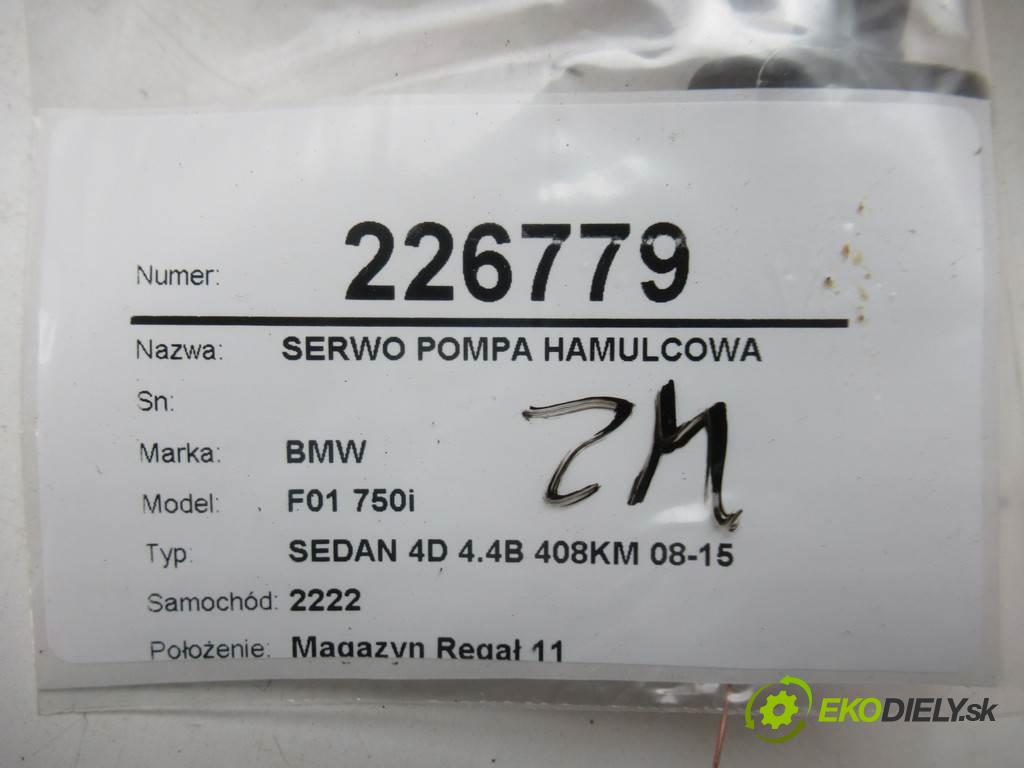 Numer: 226779
Nazwa: SERWO POMPA HAMULCOWA
Sn:
Marka: BMW
Model: F01 750i
Typ: SEDAN 4D 4.4B 408KM 08-15
Samochód: 2222
Położenie: Magazyn Regał 11
EKODIELY.sk